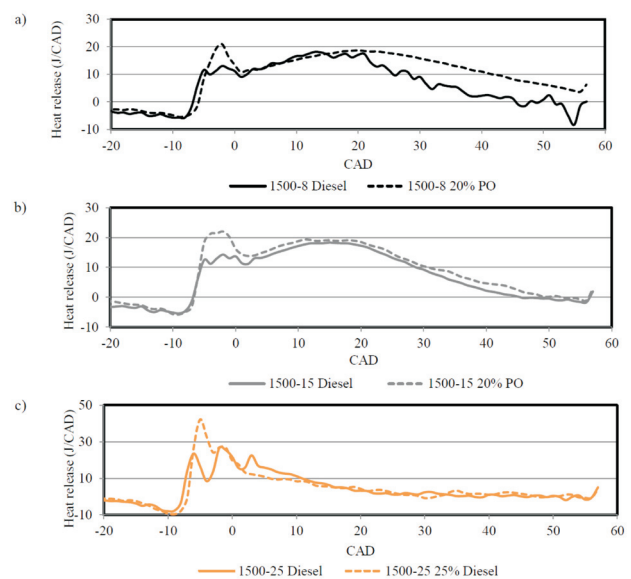 a)
Heat release (J/CAD)
30
20
10
0
-10
-20 -10 0 10 20 30 40 50 60
CAD
1500-8 Diesel 1500-8 20% PO
b)
Heat release (J/CAD)
30
20
10
0
-10
-20 -10 0 10 20 30 40 50 60
CAD
1500-15 Diesel 1500-15 20% PO
c)
Heat release (J/CAD)
50
30
10
-10
-20 -10 0 10 20 30 40 50 60
CAD
1500-25 Diesel 1500-25 25% Diesel